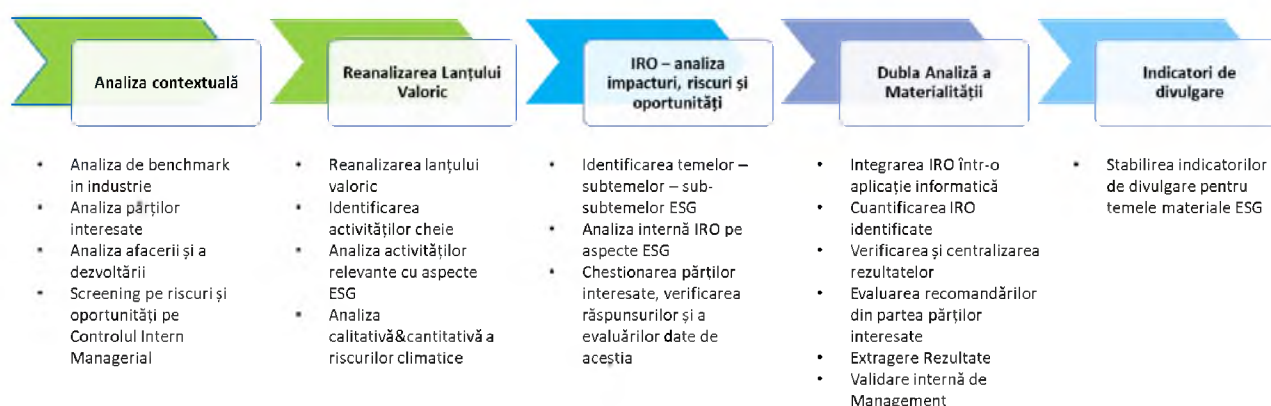 Analiza contextuală
• Analiza de benchmark
in industrie
• Analiza părților
interesate
• Analiza afacerii și a
dezvoltării
• Screening pe riscuri și
oportunități pe
Controlul Intern
Managerial
Reanalizarea Lanțului
Valoric
• Reanalizarea lanțului
valoric
• Identificarea
activităților cheie
• Analiza activităților
relevante cu aspecte
ESG
• Analiza
calitativă&cantitativă a
riscurilor climatice
IRO – analiza
impacturi, riscuri și
oportunități
• Identificarea temelor –
subtemelor – sub-
subtemelor ESG
• Analiza internă IRO pe
aspecte ESG
• Chestionarea părților
interesate, verificarea
răspunsurilor și a
evaluărilor date de
aceștia
Dubla Analiză a
Materialității
• Integrarea IRO într-o
aplicație informatică
• Cuantificarea IRO
identificate
• Verificarea și centralizarea
rezultatelor
• Evaluarea recomandărilor
din partea părților
interesate
• Extragere Rezultate
• Validare internă de
Management
Indicatori de
divulgare
• Stabilirea indicatorilor
de divulgare pentru
temele materiale ESG